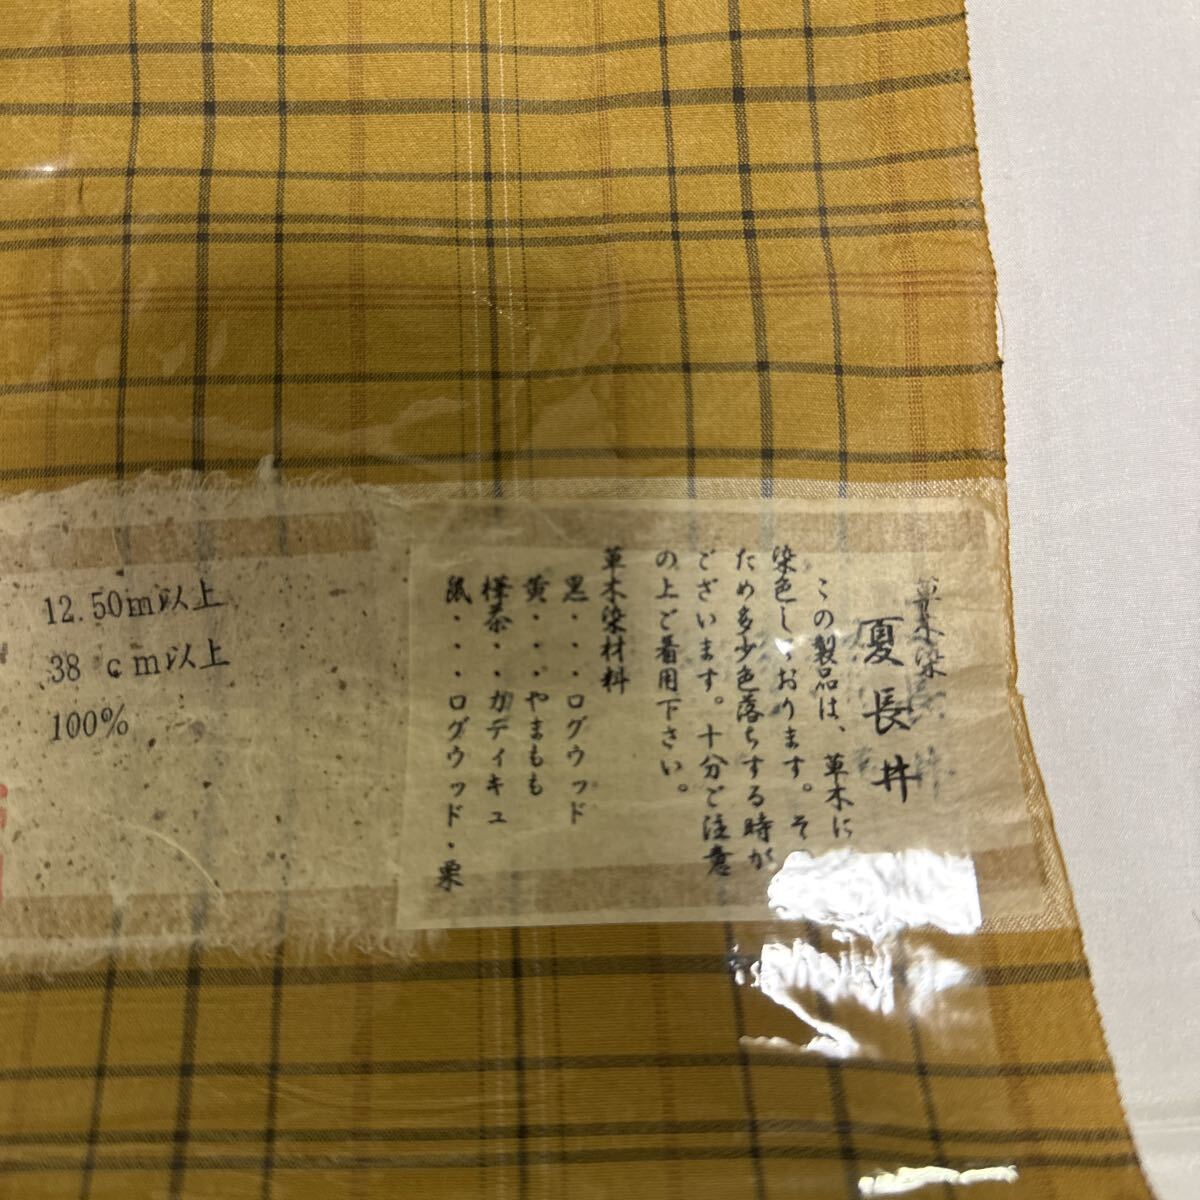 草木染
夏長井
この製品は、草木に
染色しております。その
ため多少色落ちする時が
ございます。十分ご注意
の上ご着用下さい。
草木染材料
黒・・・ログウッド
黄・・・やまもも
樺茶・・カテキュ
鼠・・・ログウッド・栗
12.50m以上
38 cm以上
100%